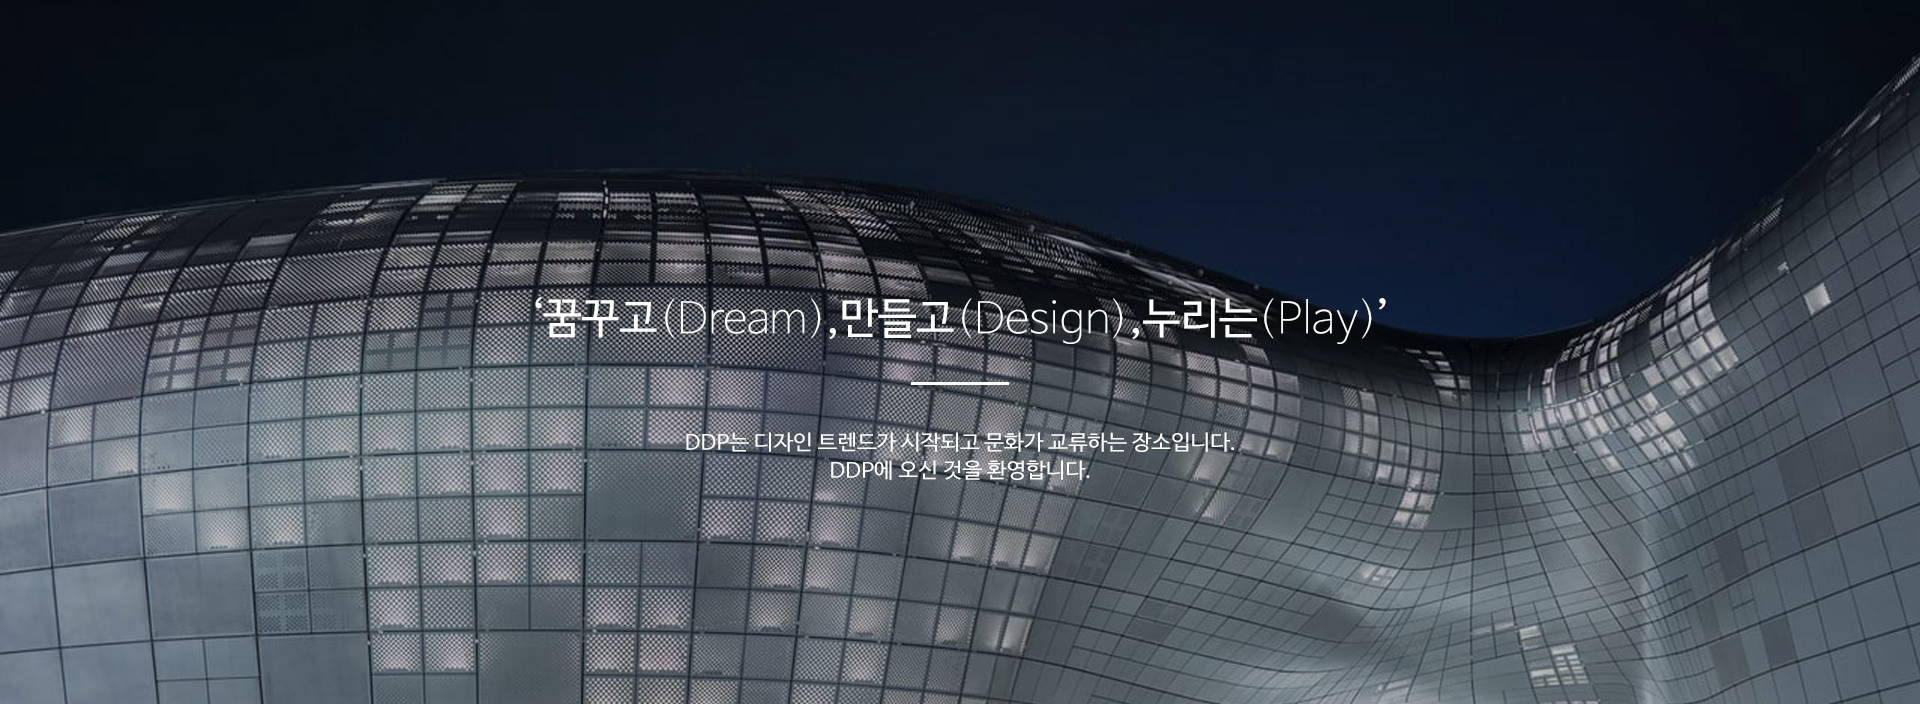 ‘꿈꾸고(Dream),만들고(Design),누리는(Play)’
DDP는 디자인 트렌드가 시작되고 문화가 교류하는 장소입니다.
DDP에 오신 것을 환영합니다.